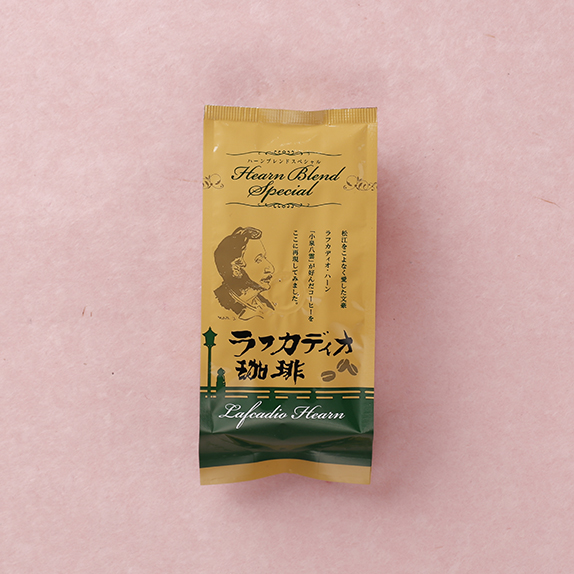 ハーンブレンドスペシャル
Hearn Blend
Special
松江をこよなく愛した文豪
ラフカディオ・ハーン
「小泉八雲」が好んだコーヒーを
ここに再現してみました。
ラフカディオ
珈琲
Lafcadio Hearn